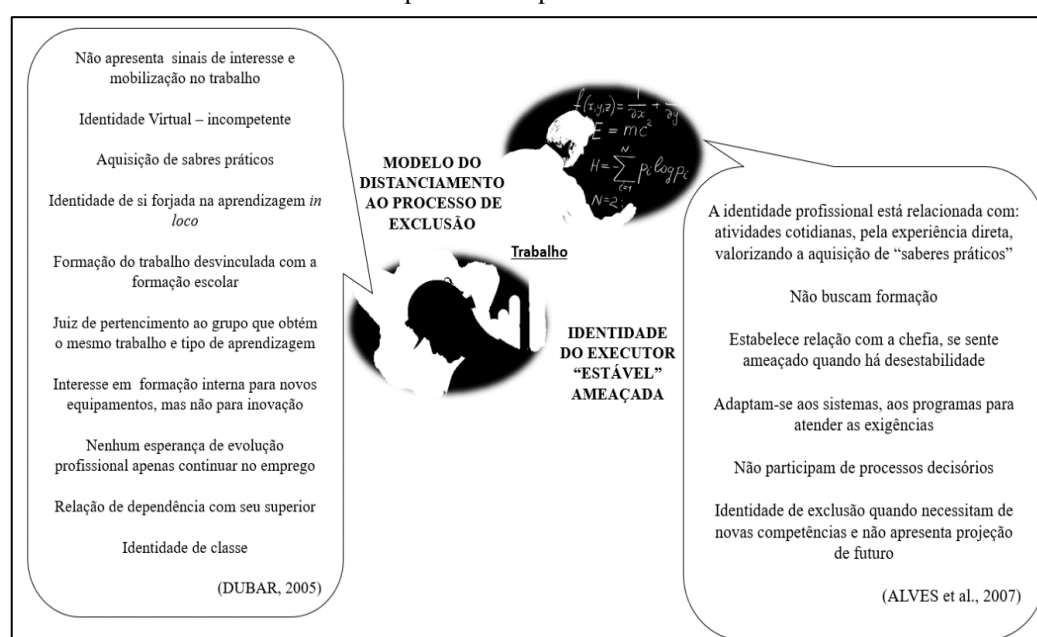 Não apresenta sinais de interesse e
mobilização no trabalho
Identidade Virtual – incompetente
Aquisição de sabres práticos
Identidade de si forjada na aprendizagem in
loco
Formação do trabalho desvinculada com a
formação escolar
Juiz de pertencimento ao grupo que obtém
o mesmo trabalho e tipo de aprendizagem
Interesse em formação interna para novos
equipamentos, mas não para inovação
Nenhum esperança de evolução
profissional apenas continuar no emprego
Relação de dependência com seu superior
Identidade de classe
(DUBAR, 2005)
MODELO DO
DISTANCIAMENTO
AO PROCESSO DE
EXCLUSÃO
Trabalho
IDENTIDADE
DO EXECUTOR
“ESTÁVEL”
AMEAÇADA
E = mc²
N=2:
A identidade profissional está relacionada com:
atividades cotidianas, pela experiência direta,
valorizando a aquisição de “saberes práticos”
Não buscam formação
Estabelece relação com a chefia, se sente
ameaçado quando há desestabilidade
Adaptam-se aos sistemas, aos programas para
atender as exigências
Não participam de processos decisórios
Identidade de exclusão quando necessitam de
novas competências e não apresenta projeção
de futuro
(ALVES et al., 2007)